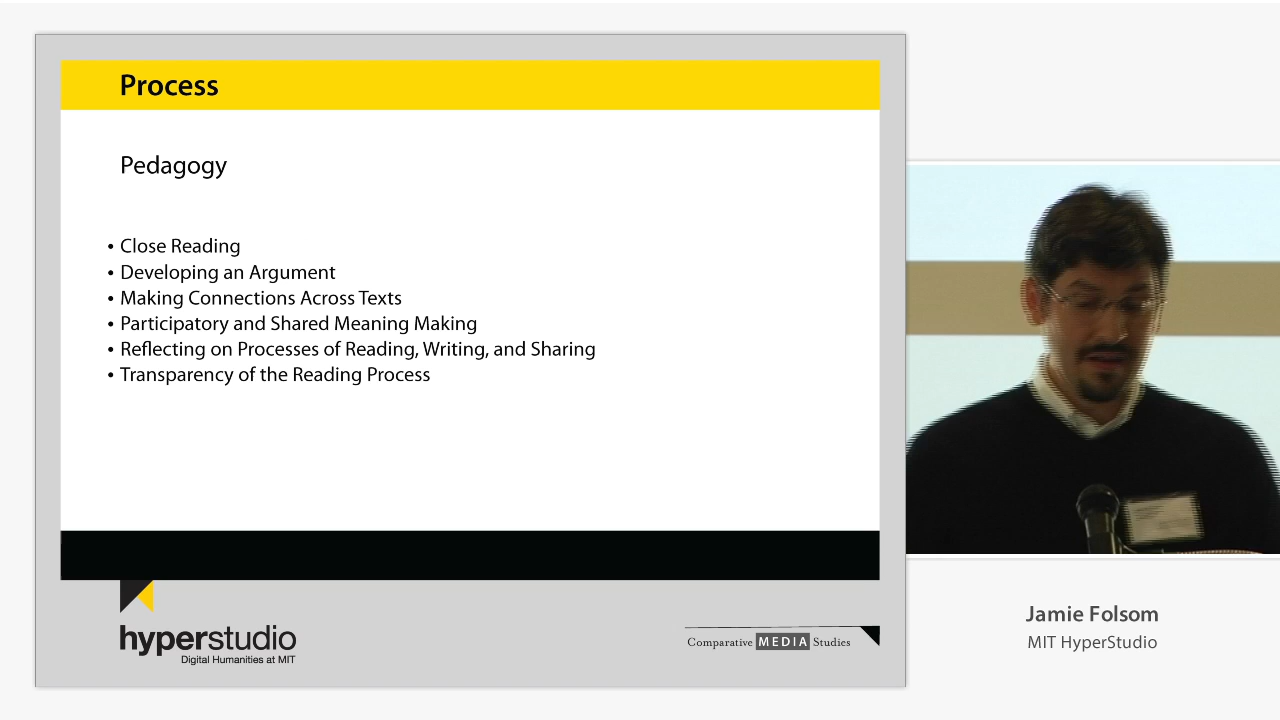 Process
Pedagogy
• Close Reading
• Developing an Argument
• Making Connections Across Texts
• Participatory and Shared Meaning Making
• Reflecting on Processes of Reading, Writing, and Sharing
• Transparency of the Reading Process
hyperstudio
Digital Humanities at MIT
Comparative MEDIA Studies
Jamie Folsom
MIT HyperStudio